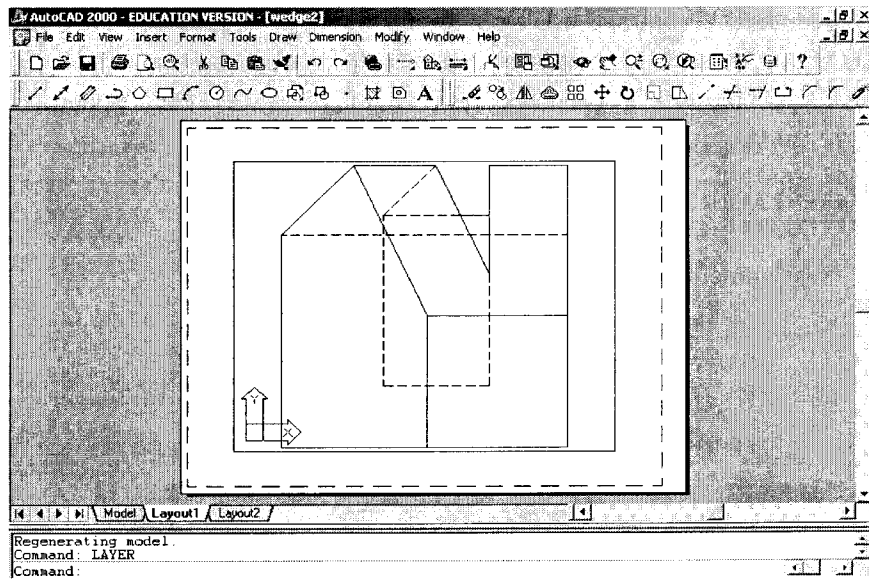 AutoCAD 2000 - EDUCATION VERSION - [wedge2]
File Edit View Insert Format Tools Draw Dimension Modify Window Help
A
Y
X
Model Layout1 Layout2
Regenerating model.
Command: LAYER
Command: